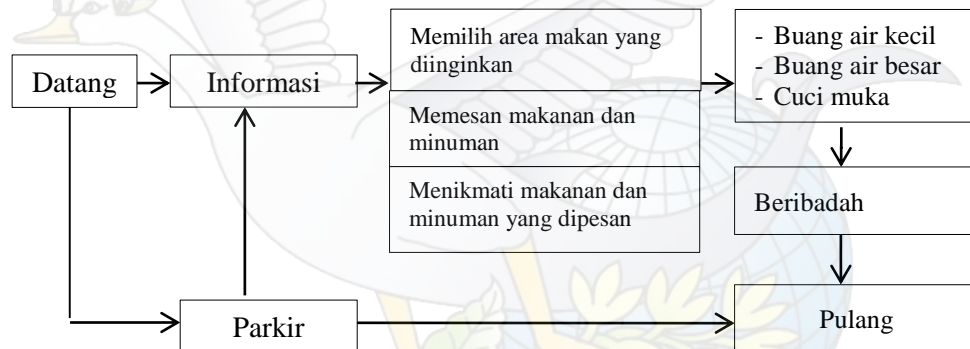 Datang
Informasi
Memilih area makan yang
diinginkan
Memesan makanan dan
minuman
Menikmati makanan dan
minuman yang dipesan
- Buang air kecil
- Buang air besar
- Cuci muka
Beribadah
Parkir
Pulang